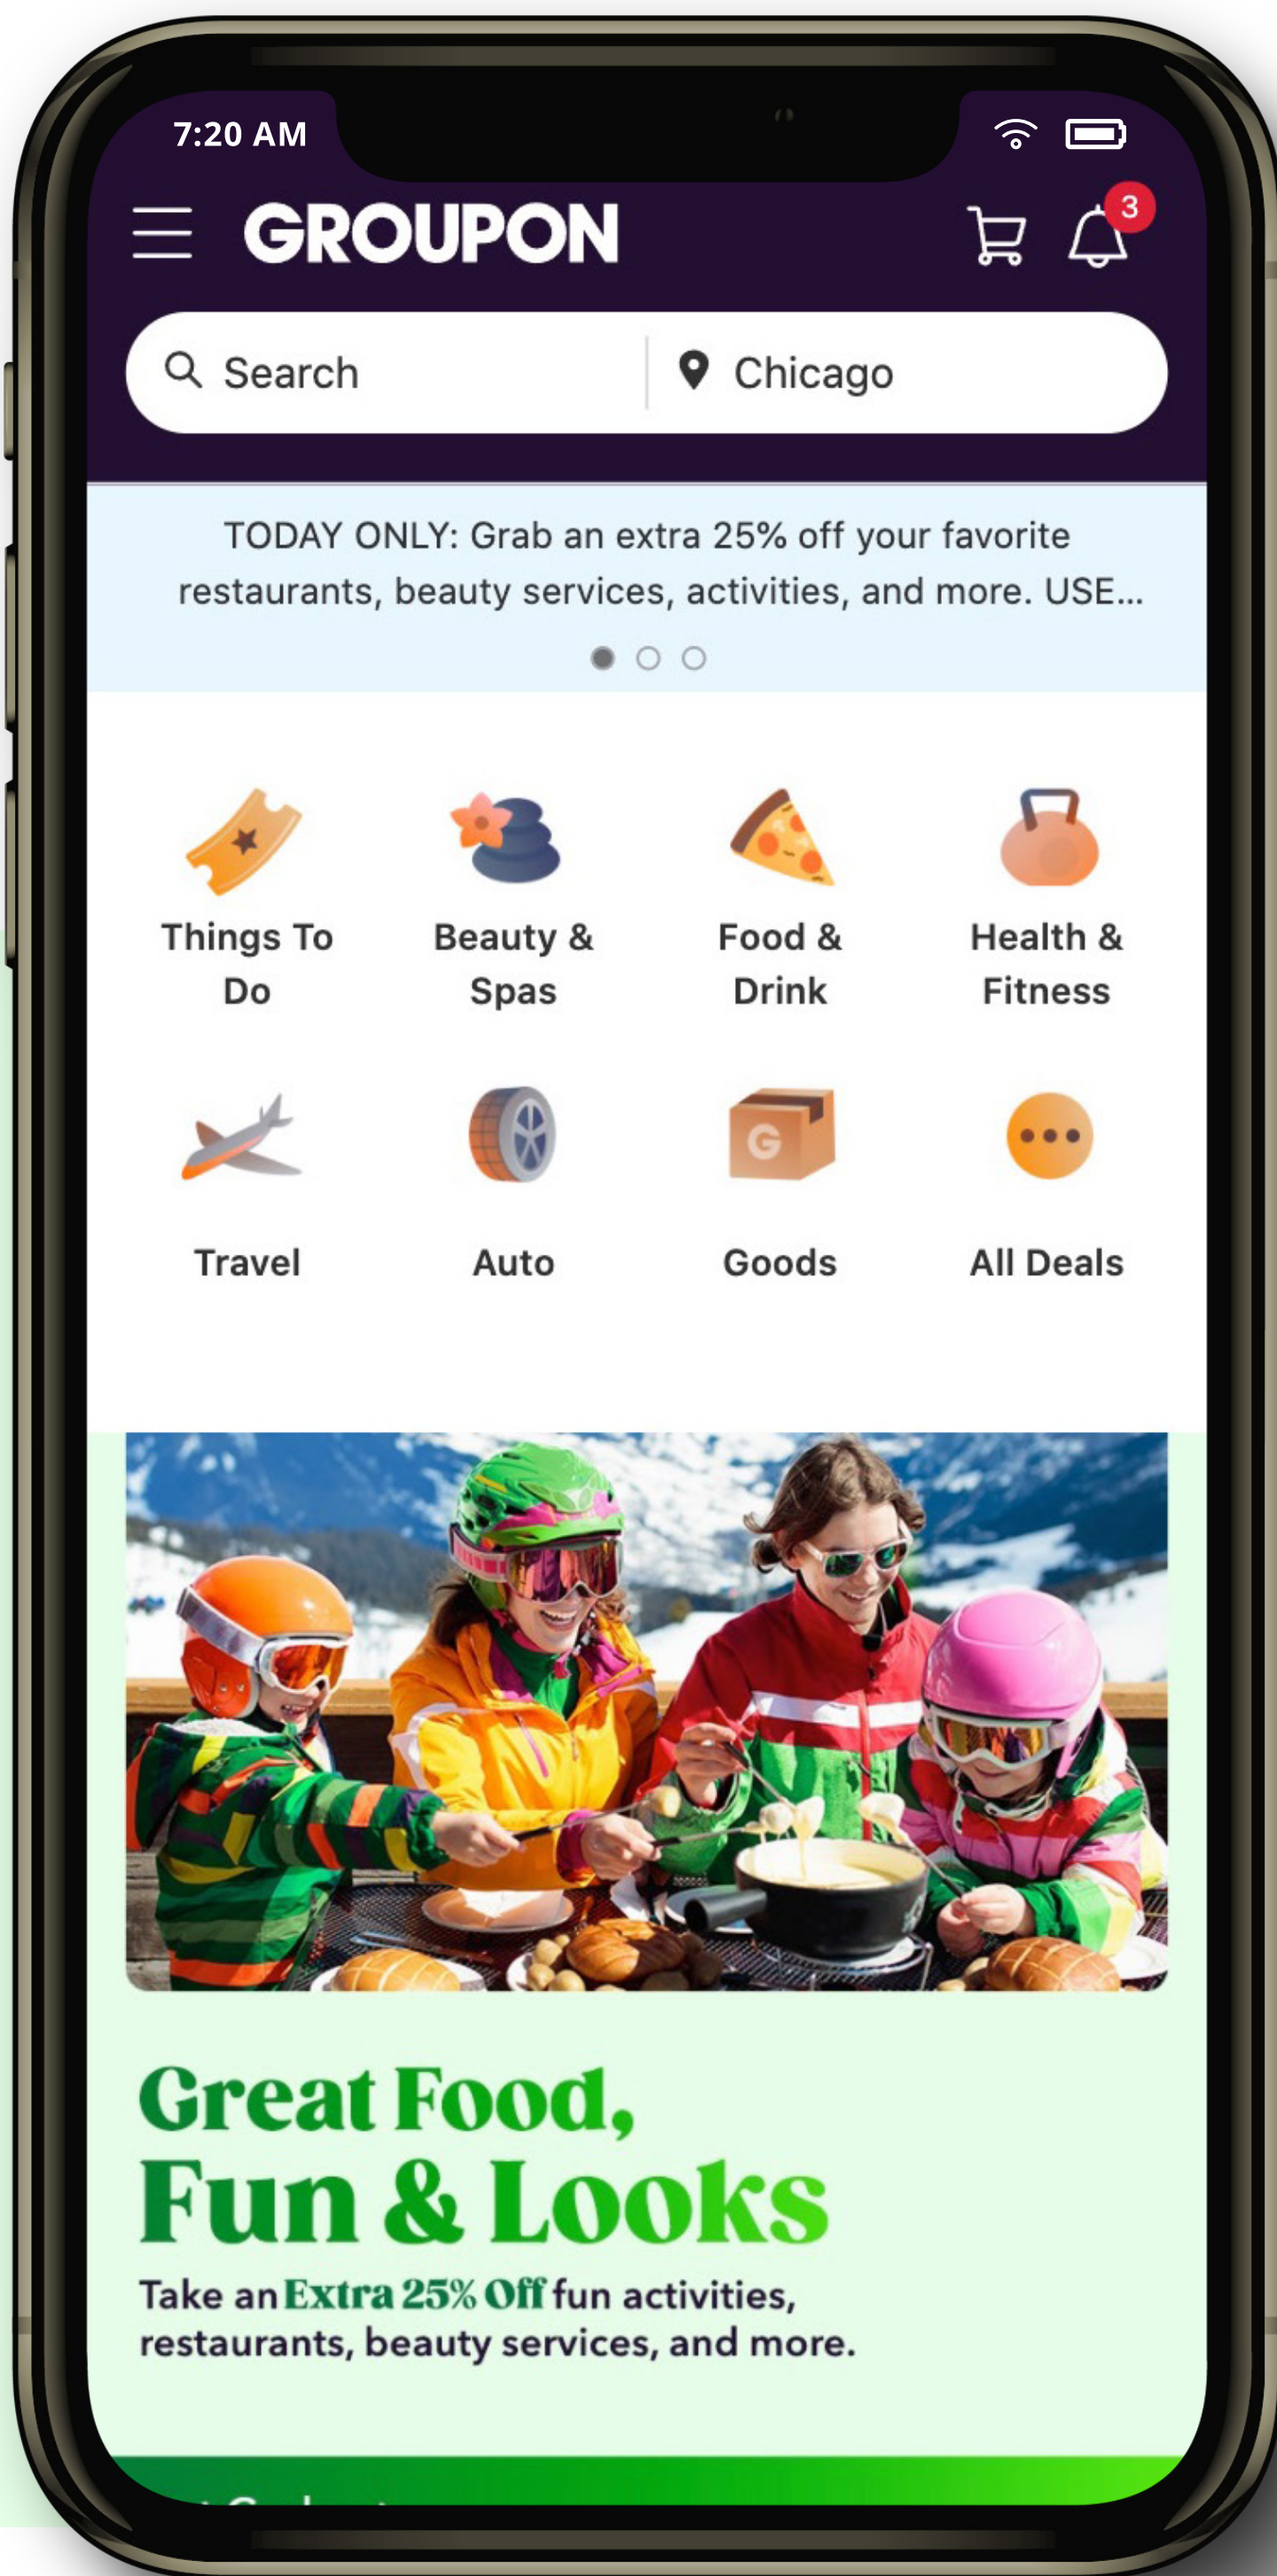 7:20 AM
GROUPON
3
Search
Chicago
TODAY ONLY: Grab an extra 25% off your favorite
restaurants, beauty services, activities, and more. USE...
Things To
Do
Beauty &
Spas
Food &
Drink
Health &
Fitness
G
Travel
Auto
Goods
All Deals
Great Food,
Fun & Looks
Take an Extra 25% Off fun activities,
restaurants, beauty services, and more.